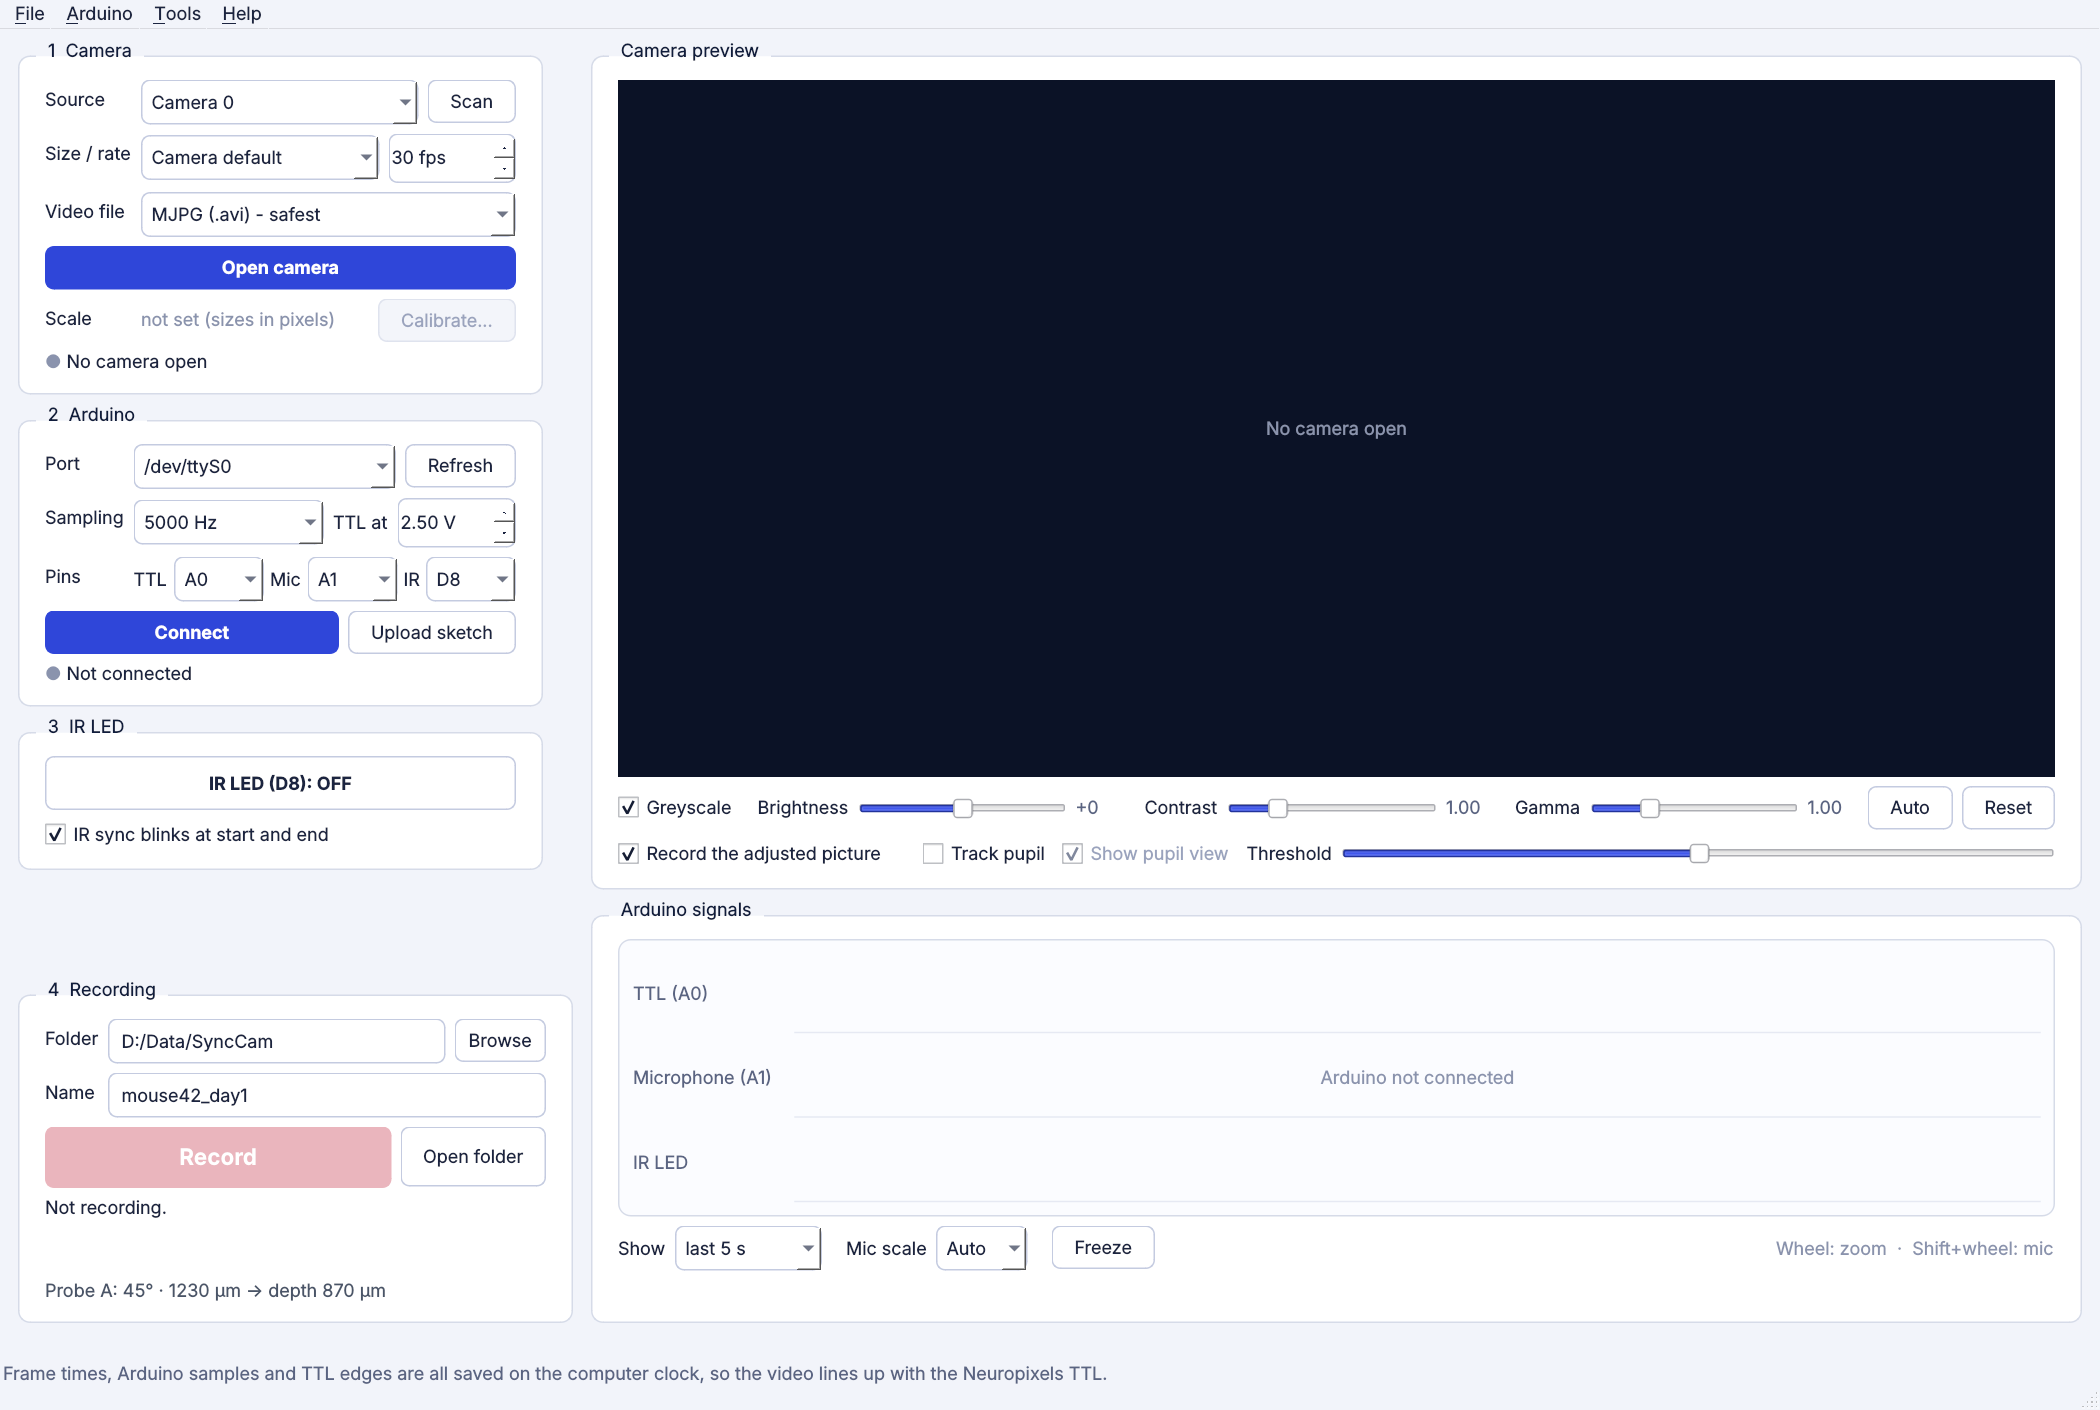 File Arduino Tools Help
1 Camera
Source Camera 0 Scan
Size / rate Camera default 30 fps
Video file MJPG (.avi) - safest
Open camera
Scale not set (sizes in pixels) Calibrate...
No camera open
2 Arduino
Port /dev/ttyS0 Refresh
Sampling 5000 Hz TTL at 2.50 V
Pins TTL A0 Mic A1 IR D8
Connect Upload sketch
Not connected
3 IR LED
IR LED (D8): OFF
IR sync blinks at start and end
4 Recording
Folder D:/Data/SyncCam Browse
Name mouse42_day1
Record Open folder
Not recording.
Probe A: 45° · 1230 µm → depth 870 µm
Camera preview
No camera open
Greyscale Brightness +0 Contrast 1.00 Gamma 1.00 Auto Reset
Record the adjusted picture Track pupil Show pupil view Threshold
Arduino signals
TTL (A0)
Microphone (A1) Arduino not connected
IR LED
Show last 5 s Mic scale Auto Freeze Wheel: zoom · Shift+wheel: mic
Frame times, Arduino samples and TTL edges are all saved on the computer clock, so the video lines up with the Neuropixels TTL.